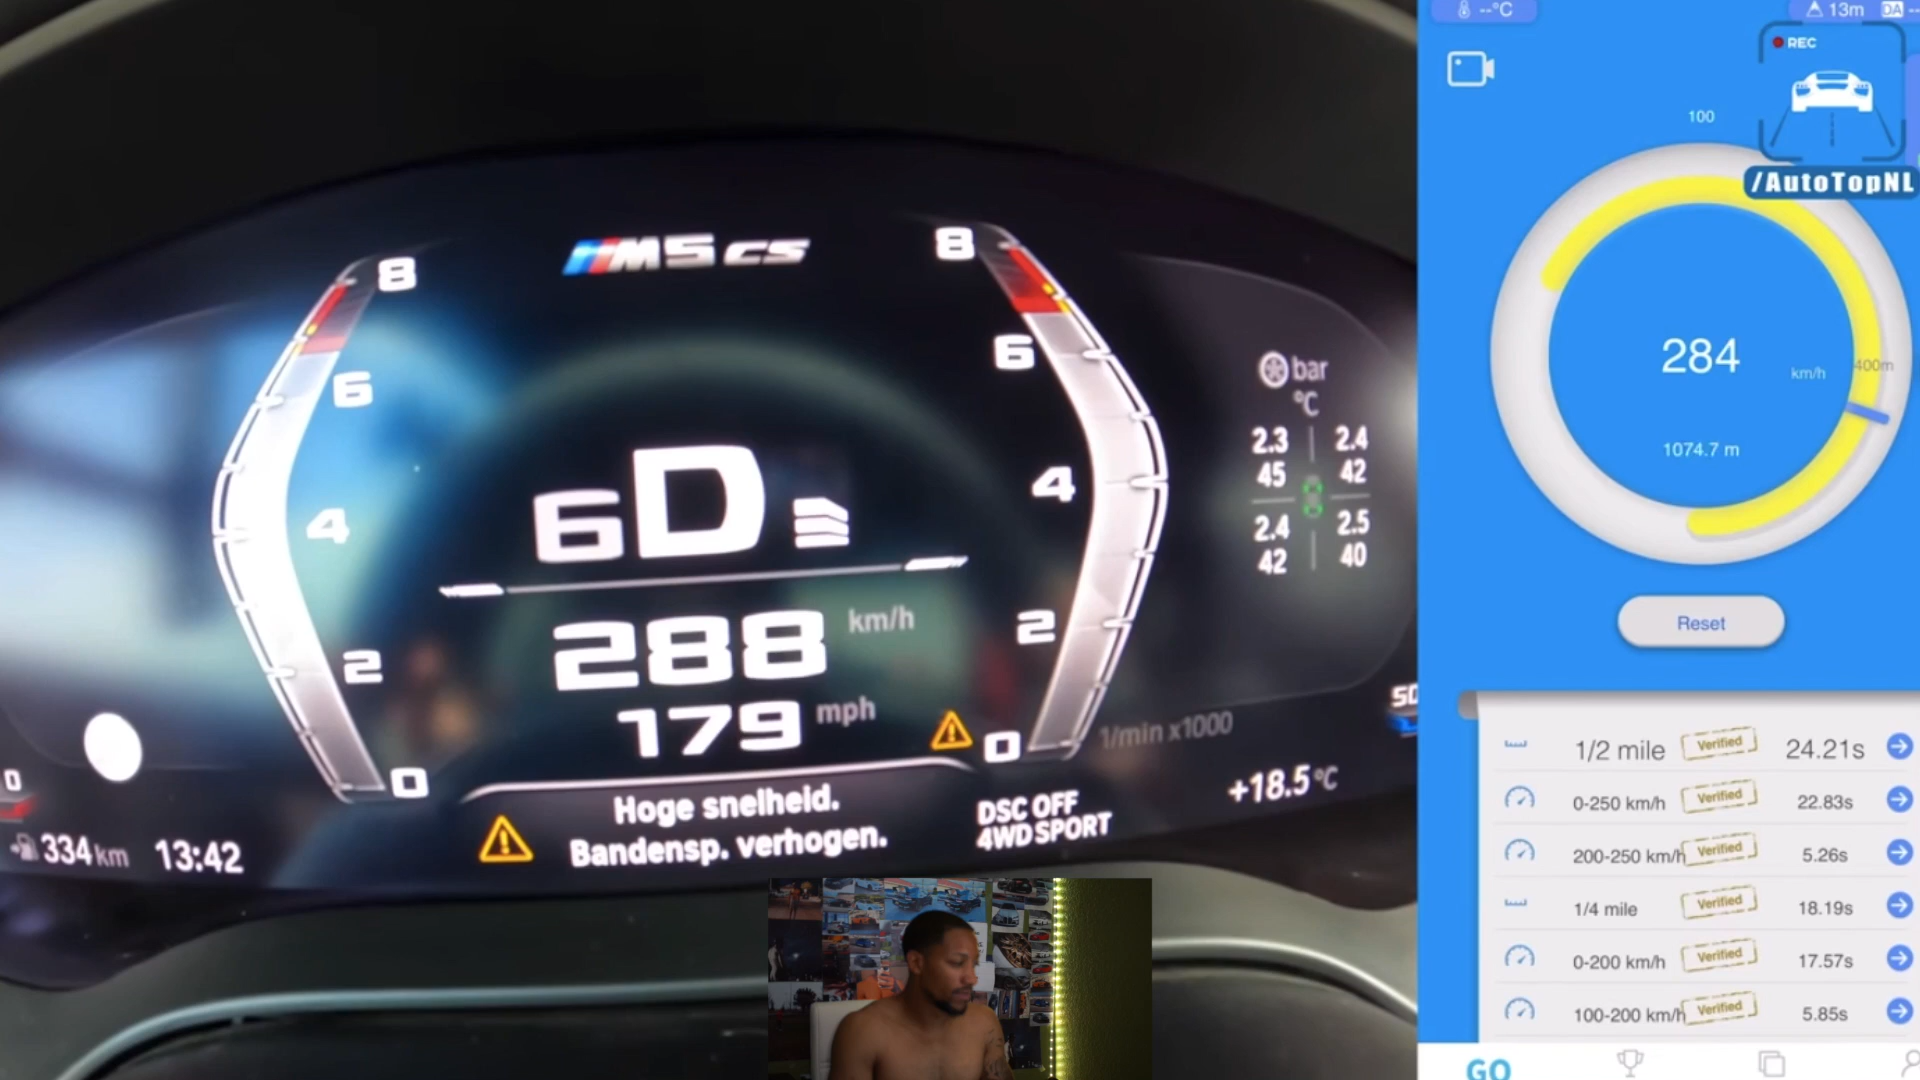 M5 CS
8
8
6
6
4
4
2
2
0
0
6D
288 km/h
179 mph
Hoge snelheid.
Bandensp. verhogen.
DSC OFF
4WD SPORT
1/min x1000
+18.5°C
bar
°C
2.3 2.4
45 42
2.4 2.5
42 40
50
0
334 km 13:42
--°C
13m DA --
REC
/AutoTopNL
100
284
km/h
400m
1074.7 m
Reset
1/2 mile Verified 24.21s
0-250 km/h Verified 22.83s
200-250 km/h Verified 5.26s
1/4 mile Verified 18.19s
0-200 km/h Verified 17.57s
100-200 km/h Verified 5.85s
GO